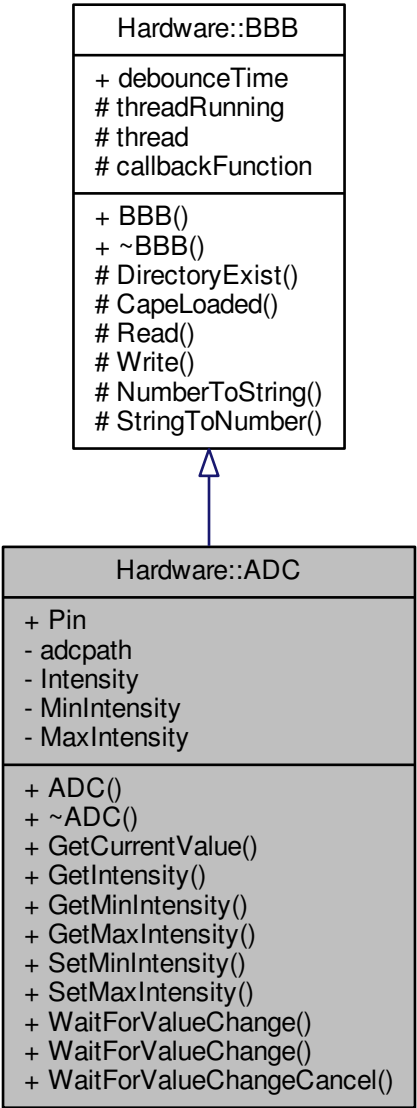 Hardware::BBB
+ debounceTime
# threadRunning
# thread
# callbackFunction
+ BBB()
+ ~BBB()
# DirectoryExist()
# CapeLoaded()
# Read()
# Write()
# NumberToString()
# StringToNumber()
Hardware::ADC
+ Pin
- adcpath
- Intensity
- MinIntensity
- MaxIntensity
+ ADC()
+ ~ADC()
+ GetCurrentValue()
+ GetIntensity()
+ GetMinIntensity()
+ GetMaxIntensity()
+ SetMinIntensity()
+ SetMaxIntensity()
+ WaitForValueChange()
+ WaitForValueChange()
+ WaitForValueChangeCancel()